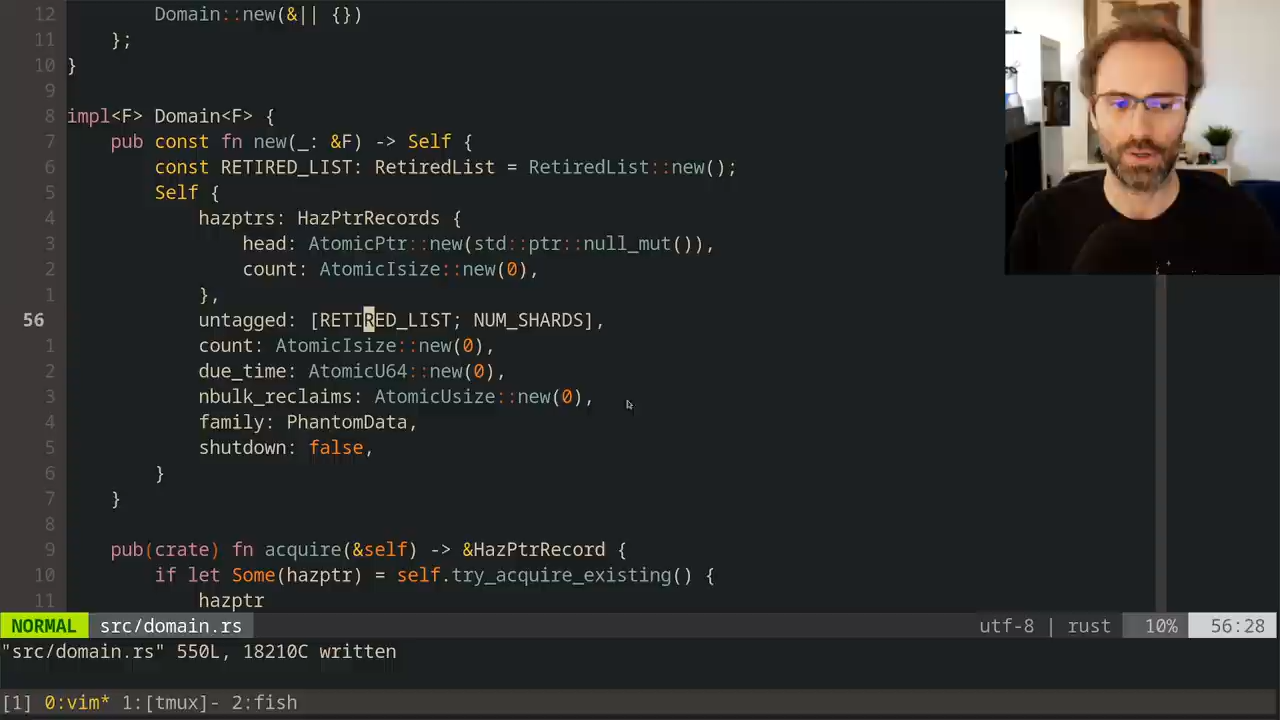 12        Domain::new(&|| {})
11    };
10 }
9
8 impl<F> Domain<F> {
7    pub const fn new(_: &F) -> Self {
6        const RETIRED_LIST: RetiredList = RetiredList::new();
5        Self {
4            hazptrs: HazPtrRecords {
3                head: AtomicPtr::new(std::ptr::null_mut()),
2                count: AtomicIsize::new(0),
1            },
56            untagged: [RETIRED_LIST; NUM_SHARDS],
1            count: AtomicIsize::new(0),
2            due_time: AtomicU64::new(0),
3            nbulk_reclaims: AtomicUsize::new(0),
4            family: PhantomData,
5            shutdown: false,
6        }
7    }
8
9    pub(crate) fn acquire(&self) -> &HazPtrRecord {
10        if let Some(hazptr) = self.try_acquire_existing() {
11            hazptr
NORMAL src/domain.rs utf-8 | rust 10% 56:28
"src/domain.rs" 550L, 18210C written
[1] 0:vim* 1:[tmux]- 2:fish